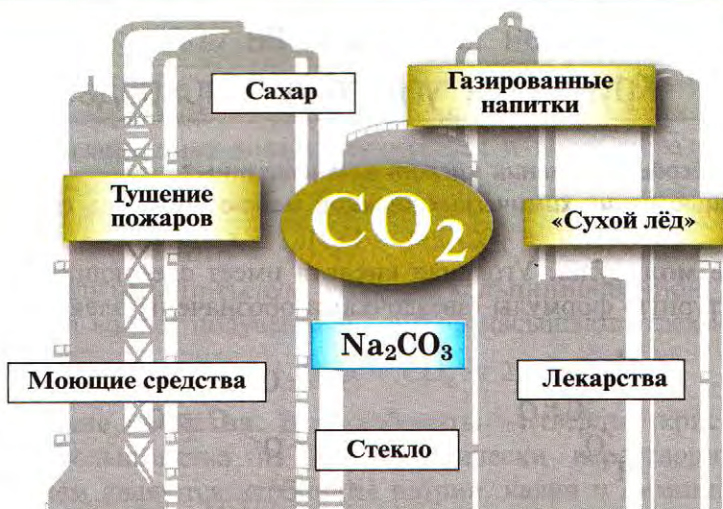 Сахар
Газированные
напитки
Тушение
пожаров
CO₂
«Сухой лёд»
Na₂CO₃
Моющие средства
Лекарства
Стекло